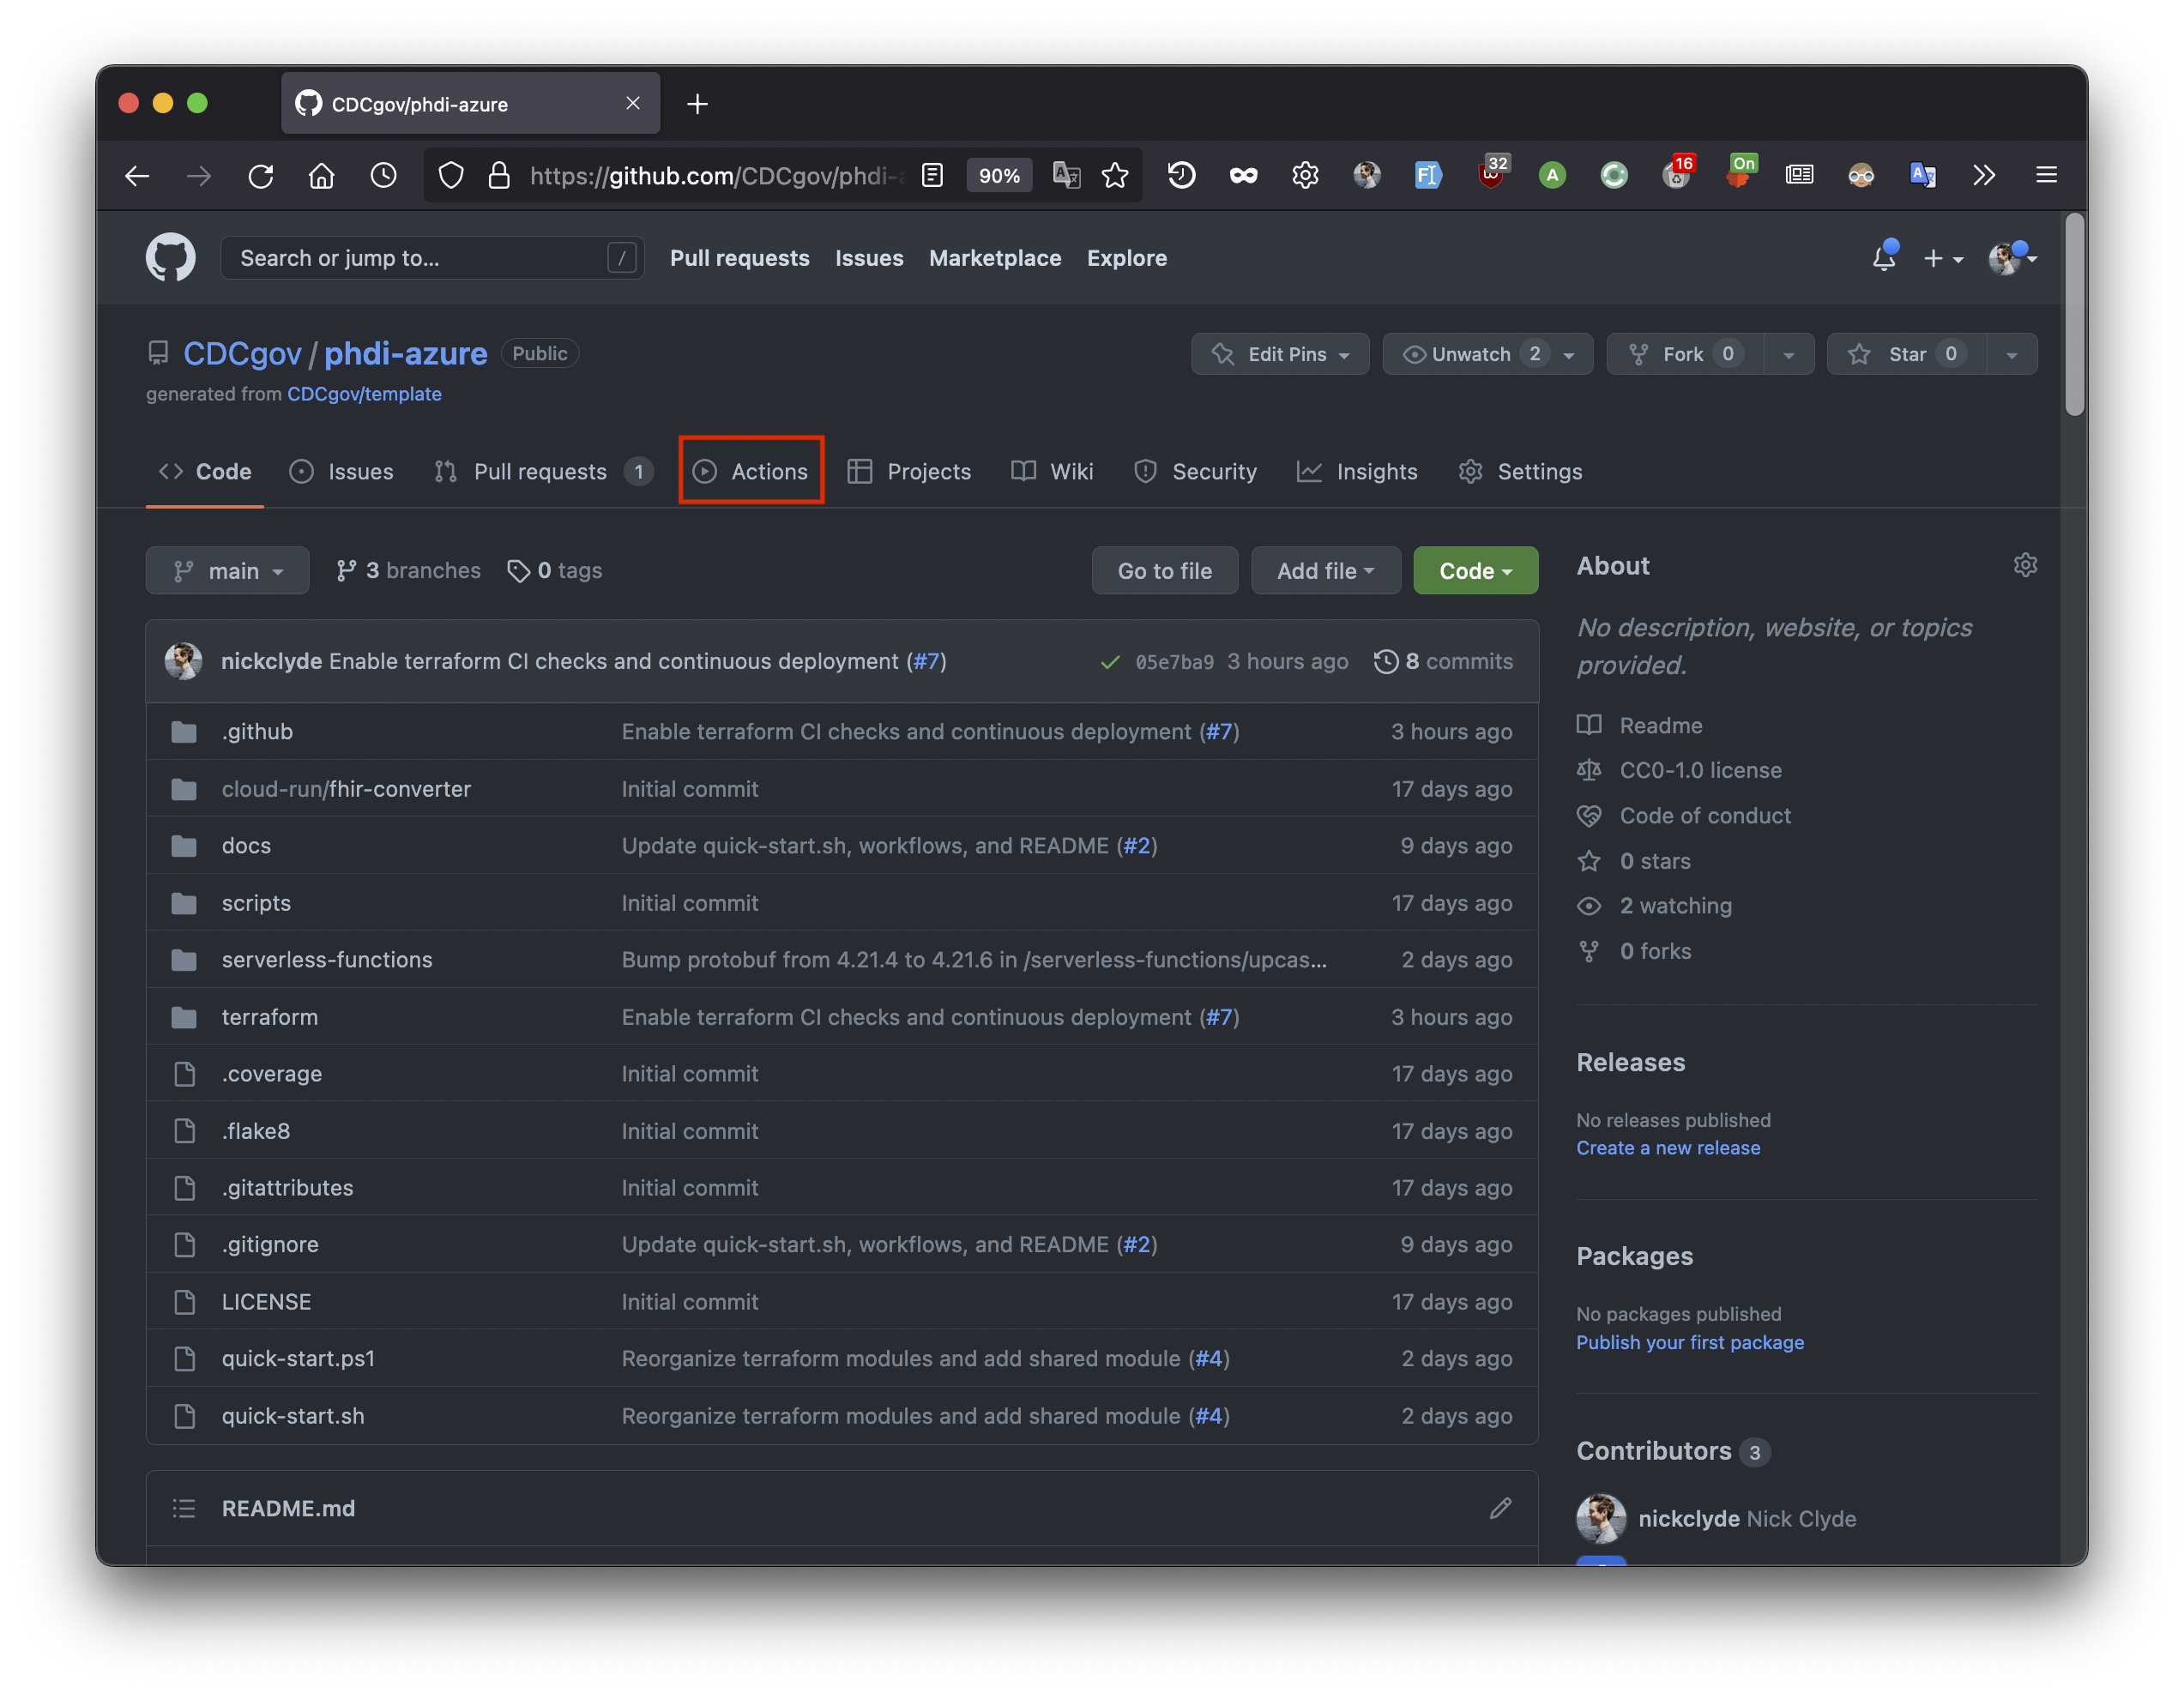 CDCgov/phdi-azure
https://github.com/CDCgov/phdi- 90% 32 16 On
Search or jump to... / Pull requests Issues Marketplace Explore
CDCgov / phdi-azure Public Edit Pins Unwatch 2 Fork 0 Star 0
generated from CDCgov/template
Code Issues Pull requests 1 Actions Projects Wiki Security Insights Settings
main 3 branches 0 tags Go to file Add file Code
nickclyde Enable terraform CI checks and continuous deployment (#7) 05e7ba9 3 hours ago 8 commits
.github Enable terraform CI checks and continuous deployment (#7) 3 hours ago
cloud-run/fhir-converter Initial commit 17 days ago
docs Update quick-start.sh, workflows, and README (#2) 9 days ago
scripts Initial commit 17 days ago
serverless-functions Bump protobuf from 4.21.4 to 4.21.6 in /serverless-functions/upcas... 2 days ago
terraform Enable terraform CI checks and continuous deployment (#7) 3 hours ago
.coverage Initial commit 17 days ago
.flake8 Initial commit 17 days ago
.gitattributes Initial commit 17 days ago
.gitignore Update quick-start.sh, workflows, and README (#2) 9 days ago
LICENSE Initial commit 17 days ago
quick-start.ps1 Reorganize terraform modules and add shared module (#4) 2 days ago
quick-start.sh Reorganize terraform modules and add shared module (#4) 2 days ago
README.md
About
No description, website, or topics
provided.
Readme
CC0-1.0 license
Code of conduct
0 stars
2 watching
0 forks
Releases
No releases published
Create a new release
Packages
No packages published
Publish your first package
Contributors 3
nickclyde Nick Clyde